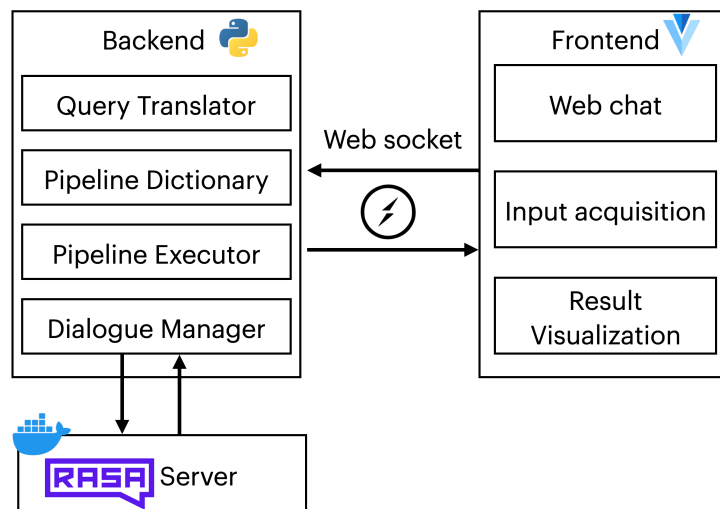 Backend
Query Translator
Pipeline Dictionary
Pipeline Executor
Dialogue Manager
Web socket
Frontend
Web chat
Input acquisition
Result
Visualization
RASA Server